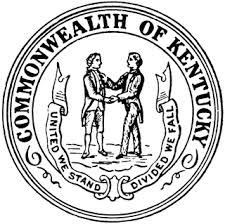 COMMONWEALTH OF KENTUCKY
UNITED WE STAND
DIVIDED WE FALL